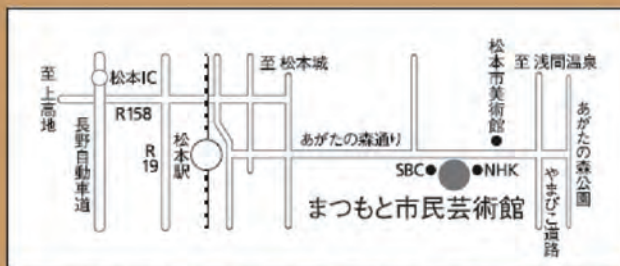 至 上高地
松本IC
R158
長野自動車道
R19
松本駅
至 松本城
あがたの森通り
松本市美術館
至 浅間温泉
SBC
NHK
まつもと市民芸術館
やまびこ道路
あがたの森公園